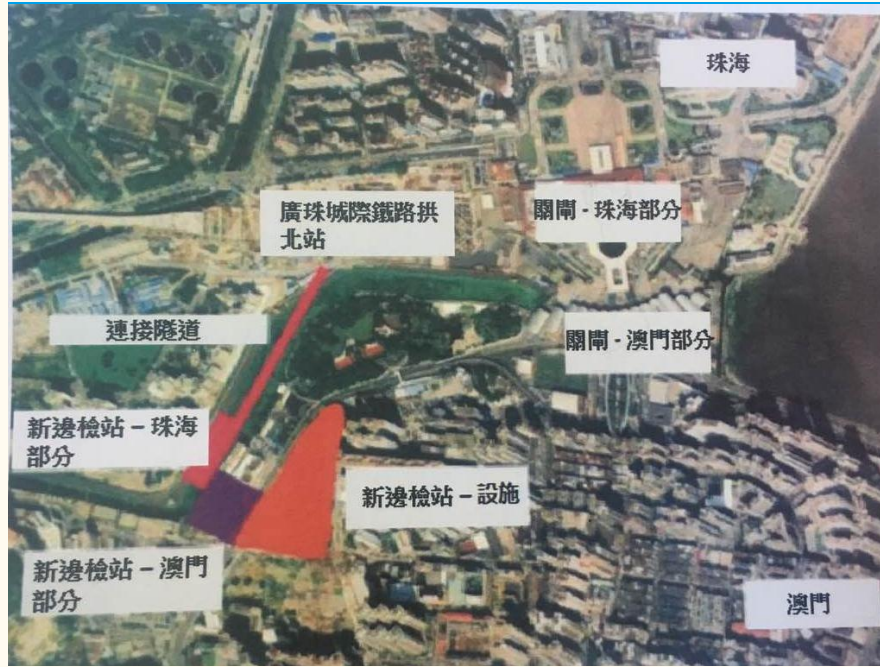 珠海
廣珠城際鐵路拱
北站
關閘-珠海部分
連接隧道
關閘-澳門部分
新邊檢站–珠海
部分
新邊檢站–設施
新邊檢站–澳門
部分
澳門